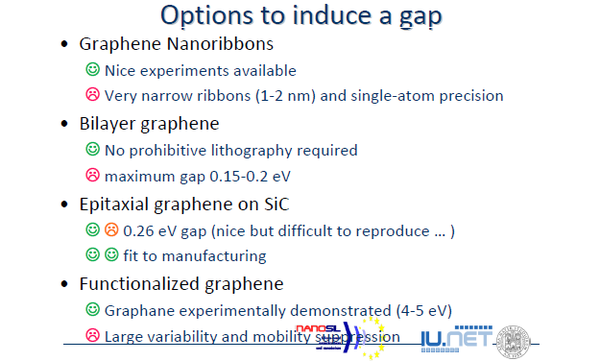 Options to induce a gap
• Graphene Nanoribbons
Nice experiments available
Very narrow ribbons (1-2 nm) and single-atom precision
• Bilayer graphene
No prohibitive lithography required
maximum gap 0.15-0.2 eV
• Epitaxial graphene on SiC
0.26 eV gap (nice but difficult to reproduce ... )
fit to manufacturing
• Functionalized graphene
Graphane experimentally demonstrated (4-5 eV)
Large variability and mobility suppression
NANOSIL
IU.NET